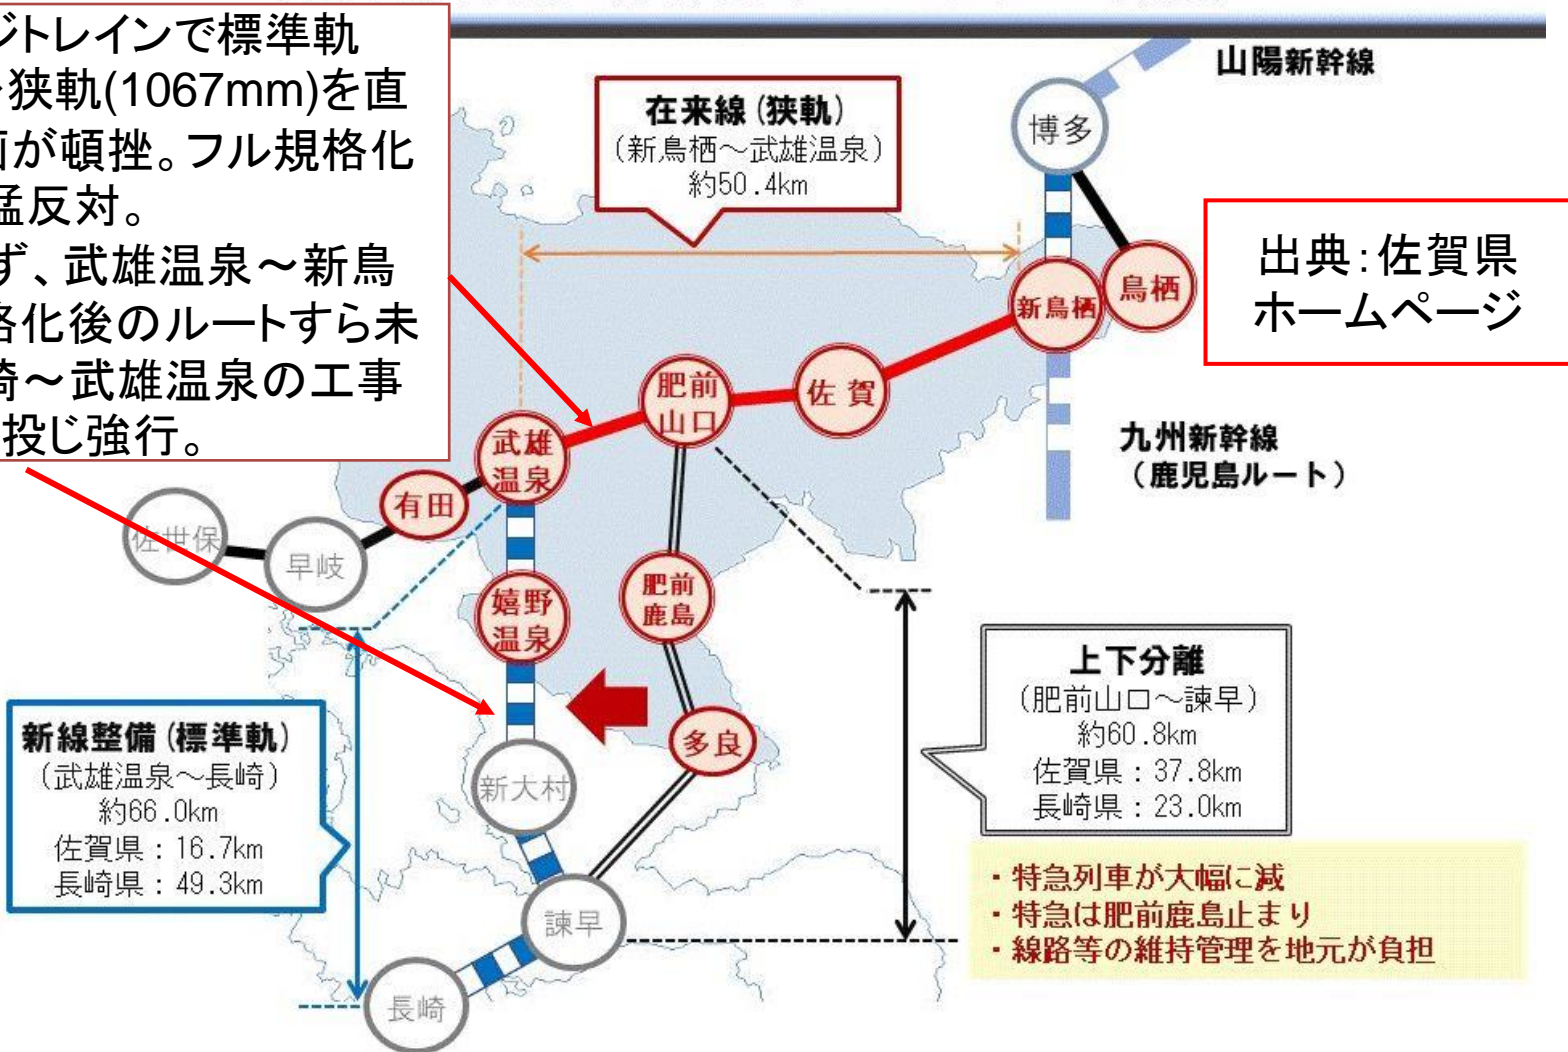 ジトレインで標準軌
狭軌(1067mm)を直
が頓挫。フル規格化
猛反対。
ず、武雄温泉～新鳥
格化後のルートすら未
崎～武雄温泉の工事
投じ強行。
山陽新幹線
在来線(狭軌)
(新鳥栖～武雄温泉)
約50.4km
博多
出典：佐賀県
ホームページ
新鳥栖
鳥栖
肥前
山口
佐賀
武雄
温泉
九州新幹線
(鹿児島ルート)
有田
佐世保
早岐
嬉野
温泉
肥前
鹿島
上下分離
(肥前山口～諫早)
約60.8km
佐賀県：37.8km
長崎県：23.0km
新線整備(標準軌)
(武雄温泉～長崎)
約66.0km
佐賀県：16.7km
長崎県：49.3km
多良
新大村
諫早
長崎
・特急列車が大幅に減
・特急は肥前鹿島止まり
・線路等の維持管理を地元が負担